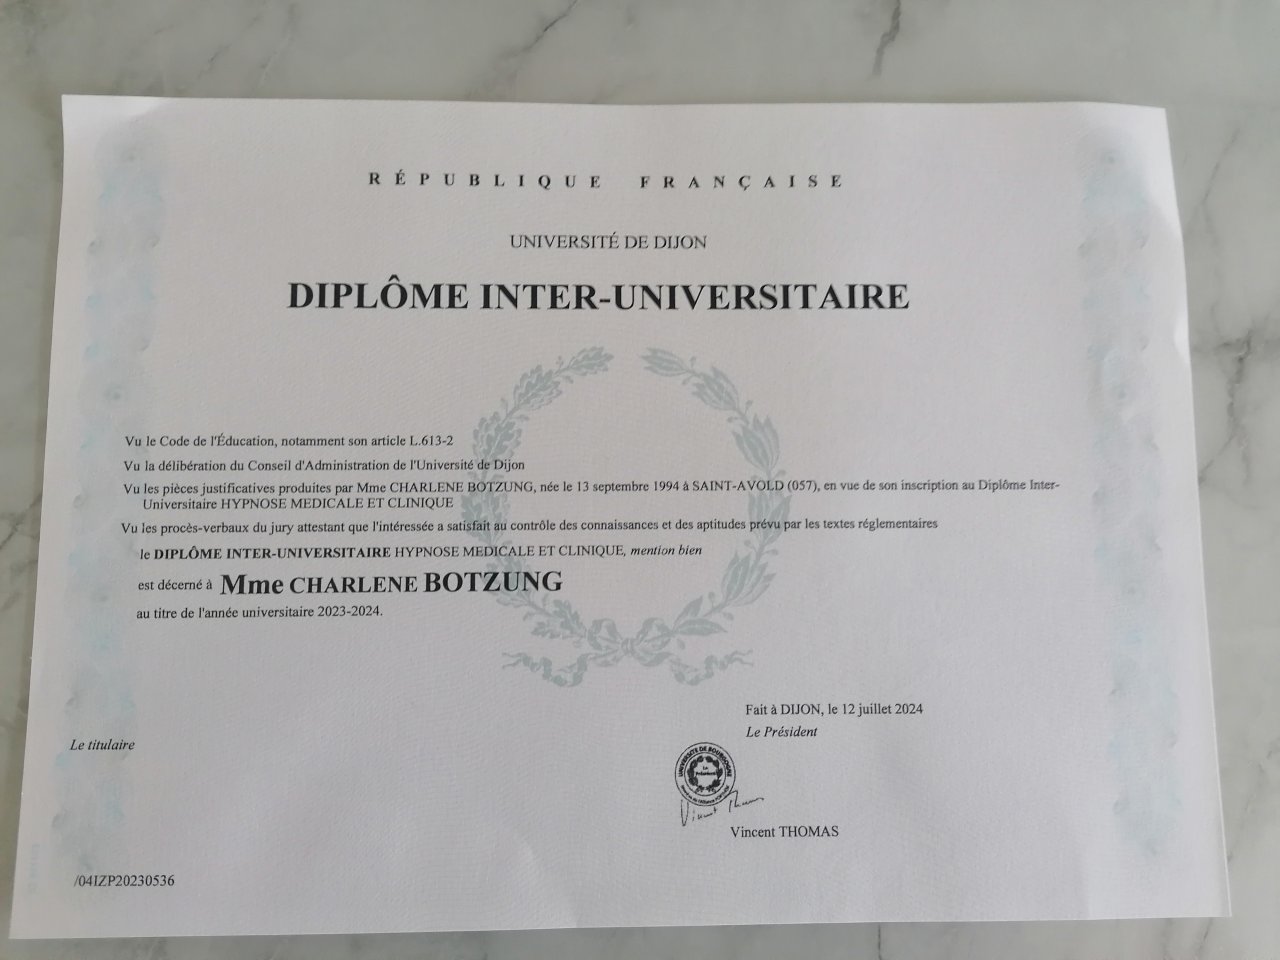 RÉPUBLIQUE FRANÇAISE
UNIVERSITÉ DE DIJON
DIPLÔME INTER-UNIVERSITAIRE
Vu le Code de l'Éducation, notamment son article L.613-2
Vu la délibération du Conseil d'Administration de l'Université de Dijon
Vu les pièces justificatives produites par Mme CHARLENE BOTZUNG, née le 13 septembre 1994 à SAINT-AVOLD (057), en vue de son inscription au Diplôme Inter-
Universitaire HYPNOSE MEDICALE ET CLINIQUE
Vu les procès-verbaux du jury attestant que l'intéressée a satisfait au contrôle des connaissances et des aptitudes prévu par les textes réglementaires
le DIPLÔME INTER-UNIVERSITAIRE HYPNOSE MEDICALE ET CLINIQUE, mention bien
est décerné à Mme CHARLENE BOTZUNG
au titre de l'année universitaire 2023-2024.
Fait à DIJON, le 12 juillet 2024
Le Président
Le titulaire
UNIVERSITÉ DE BOURGOGNE
Le Président
Vincent THOMAS
/04IZP20230536